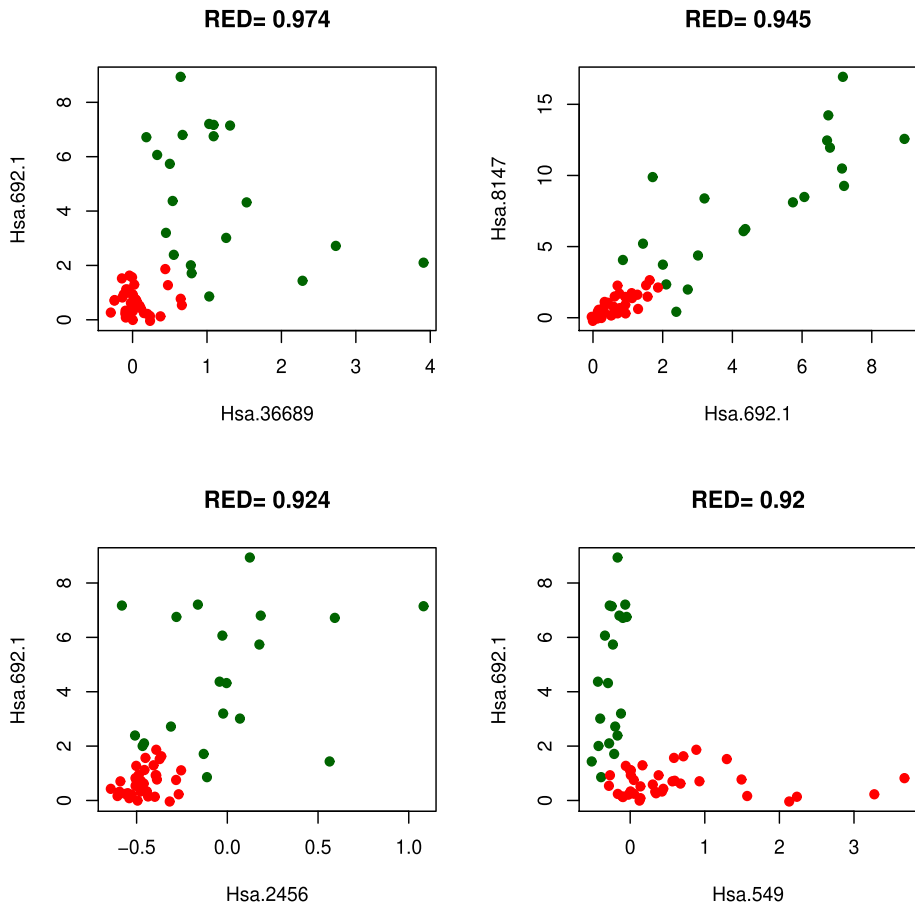 RED= 0.974
Hsa.692.1
8
6
4
2
0
0 1 2 3 4
Hsa.36689
RED= 0.945
Hsa.8147
15
10
5
0
0 2 4 6 8
Hsa.692.1
RED= 0.924
Hsa.692.1
8
6
4
2
0
−0.5 0.0 0.5 1.0
Hsa.2456
RED= 0.92
Hsa.692.1
8
6
4
2
0
0 1 2 3
Hsa.549